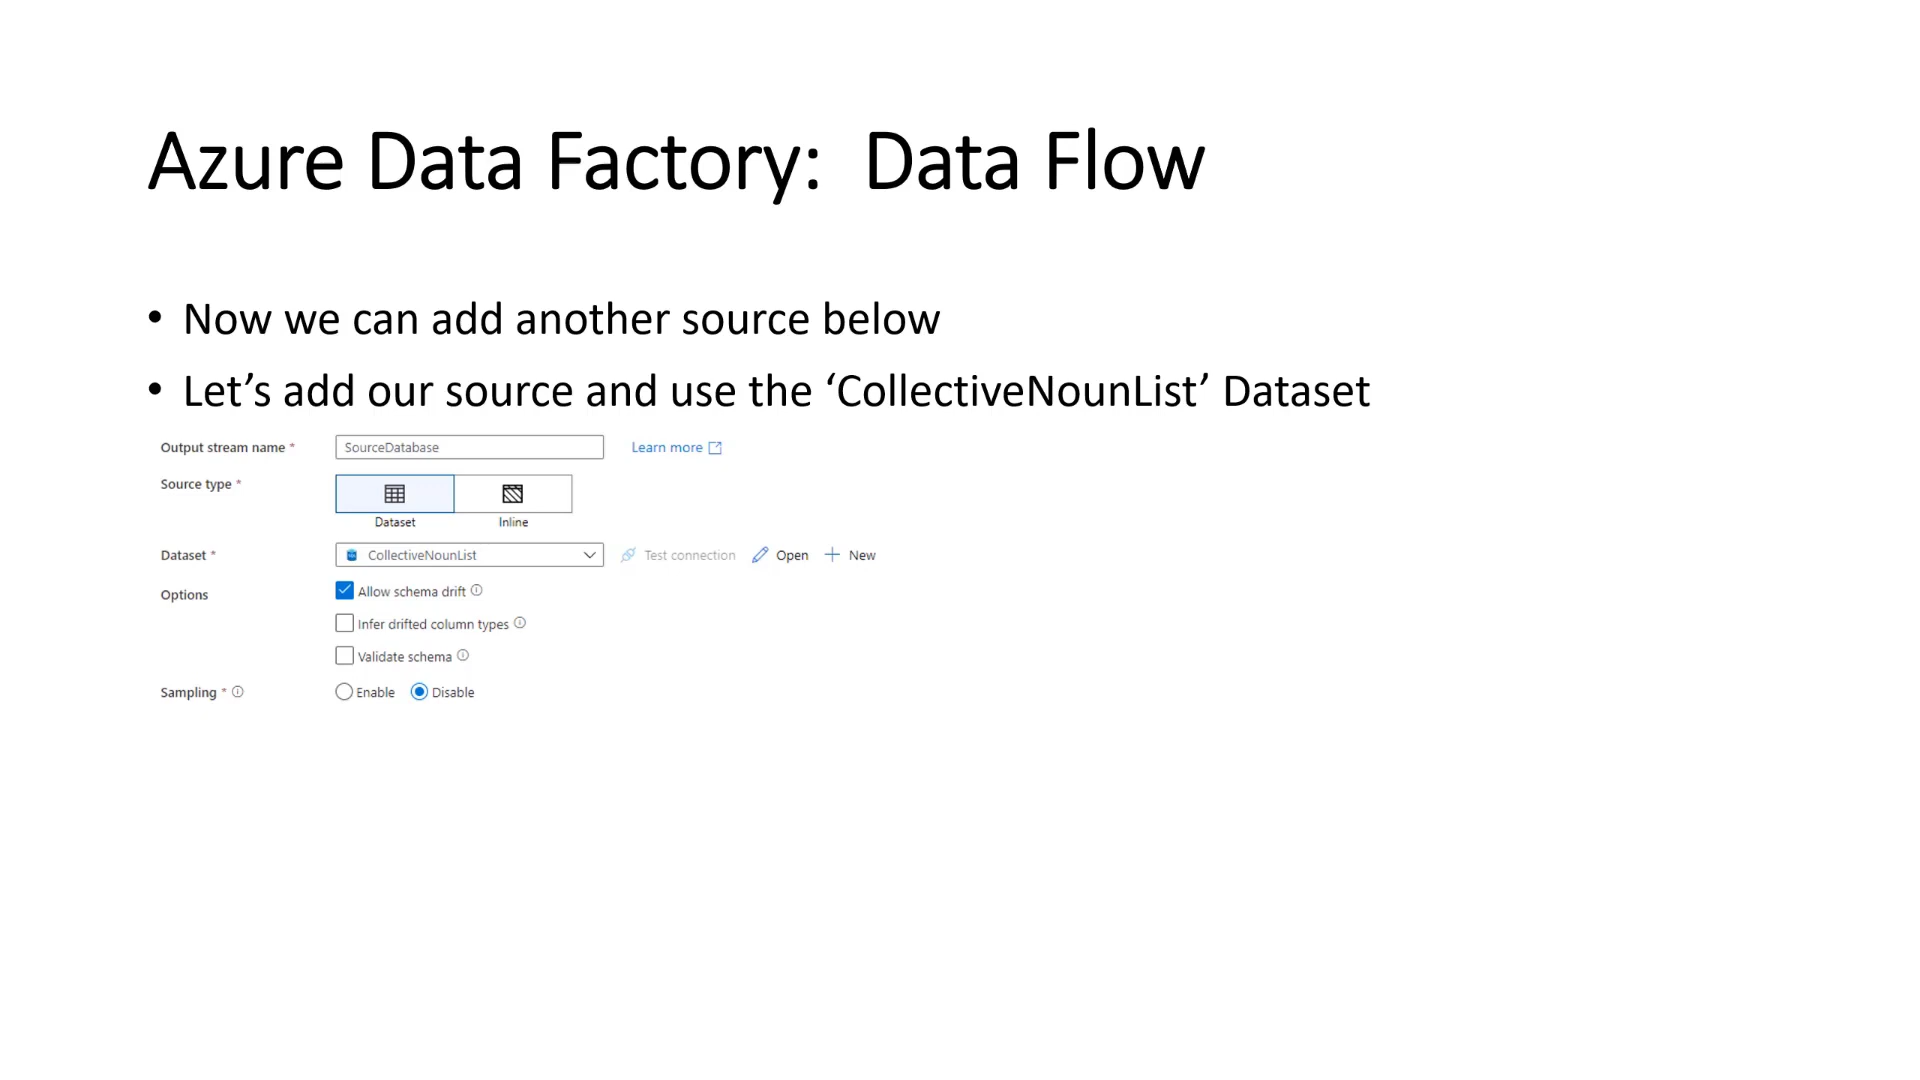 Azure Data Factory:  Data Flow
• Now we can add another source below
• Let’s add our source and use the ‘CollectiveNounList’ Dataset
Output stream name * SourceDatabase Learn more
Source type *
Dataset Inline
Dataset * CollectiveNounList Test connection Open New
Options Allow schema drift
Infer drifted column types
Validate schema
Sampling * Enable Disable